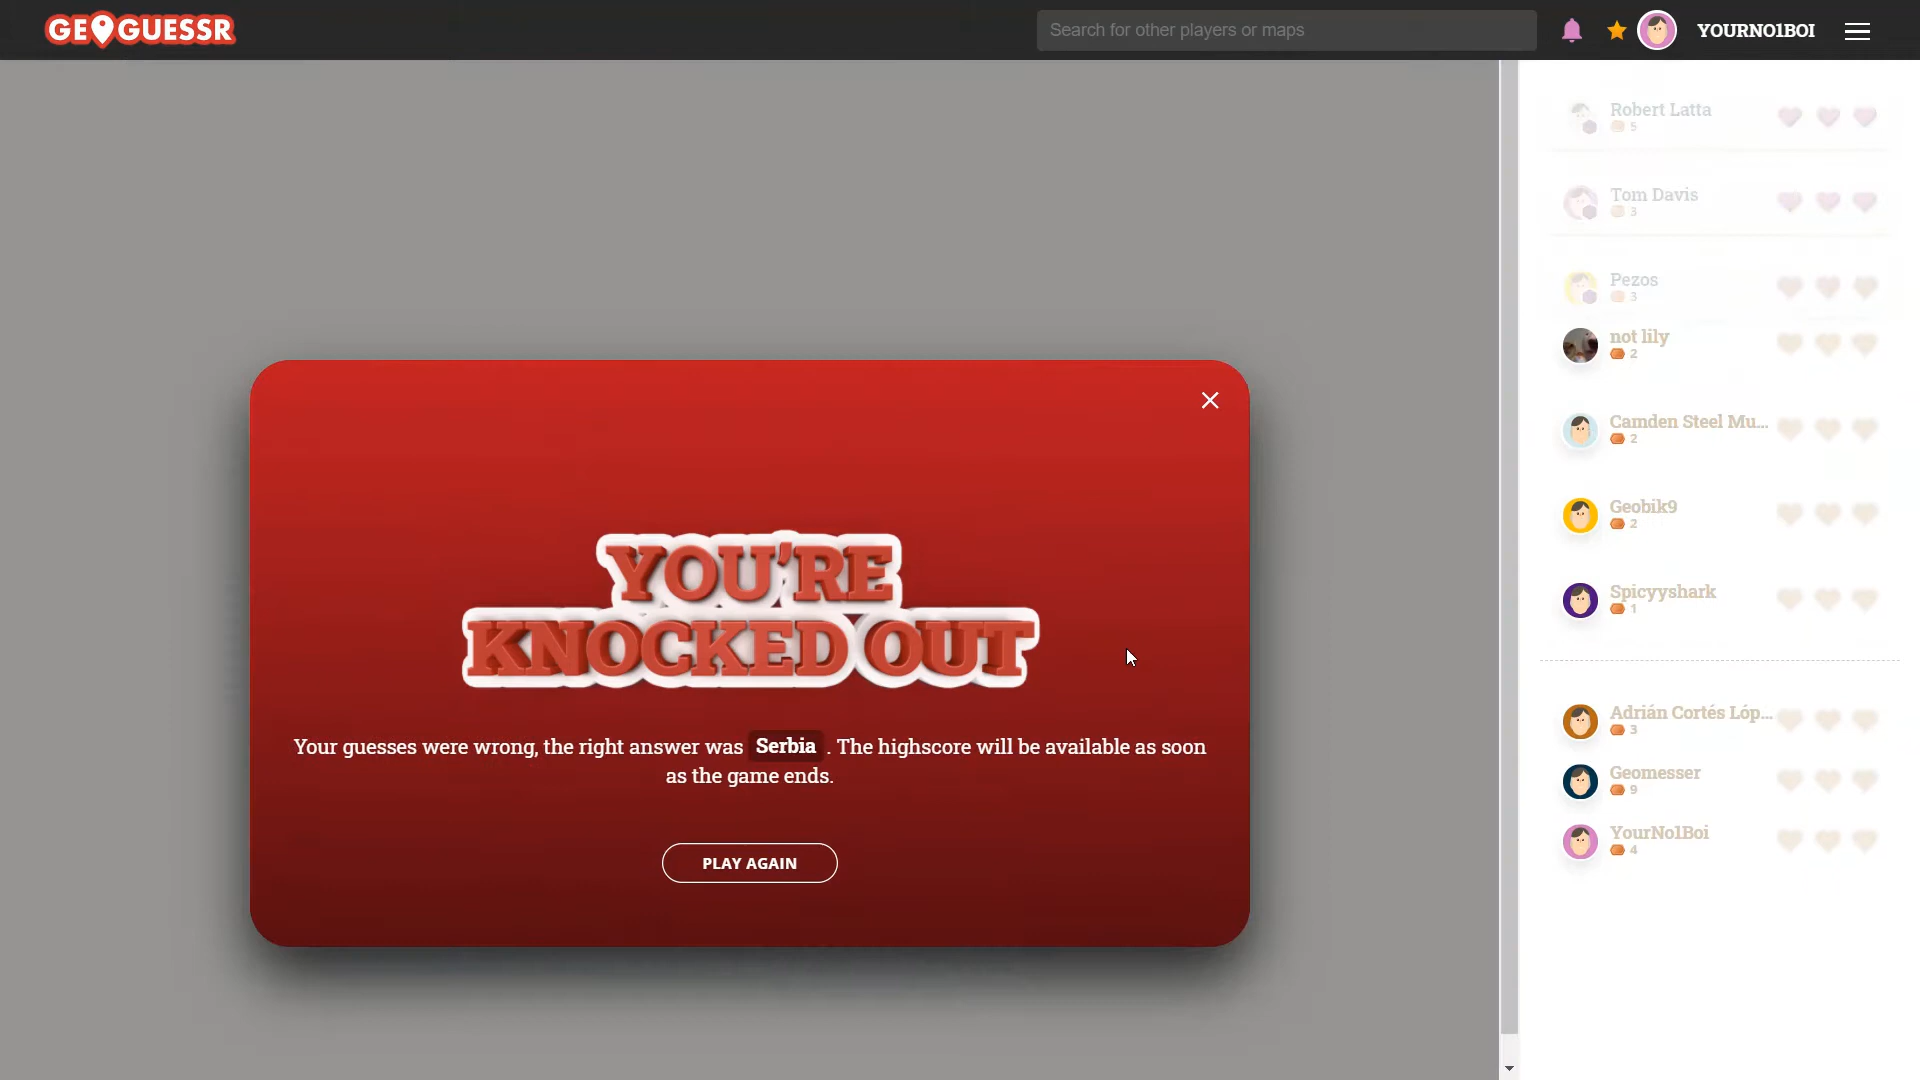 GEOGUESSR
Search for other players or maps
YOURNO1BOI
Robert Latta
5
Tom Davis
3
Pezos
3
not lily
2
Camden Steel Mu...
2
Geobik9
2
Spicyyshark
1
Adrián Cortés Lóp...
3
Geomesser
9
YourNo1Boi
4
YOU'RE
KNOCKED OUT
Your guesses were wrong, the right answer was Serbia . The highscore will be available as soon
as the game ends.
PLAY AGAIN